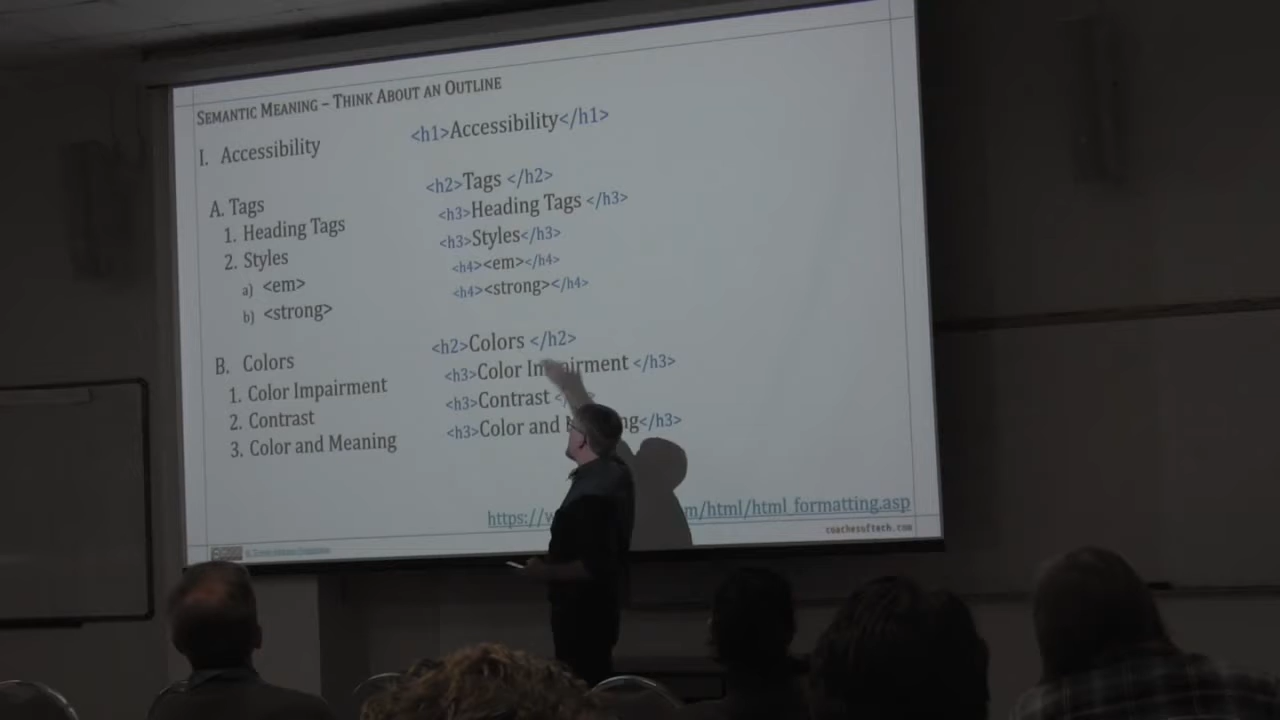 SEMANTIC MEANING – THINK ABOUT AN OUTLINE
I. Accessibility
A. Tags
1. Heading Tags
2. Styles
a) <em>
b) <strong>
B. Colors
1. Color Impairment
2. Contrast
3. Color and Meaning
<h1>Accessibility</h1>
<h2>Tags </h2>
<h3>Heading Tags </h3>
<h3>Styles</h3>
<h4><em></h4>
<h4><strong></h4>
<h2>Colors </h2>
<h3>Color Impairment </h3>
<h3>Contrast
<h3>Color and ng</h3>
https://w m/html/html_formatting.asp
coachesoftech.com